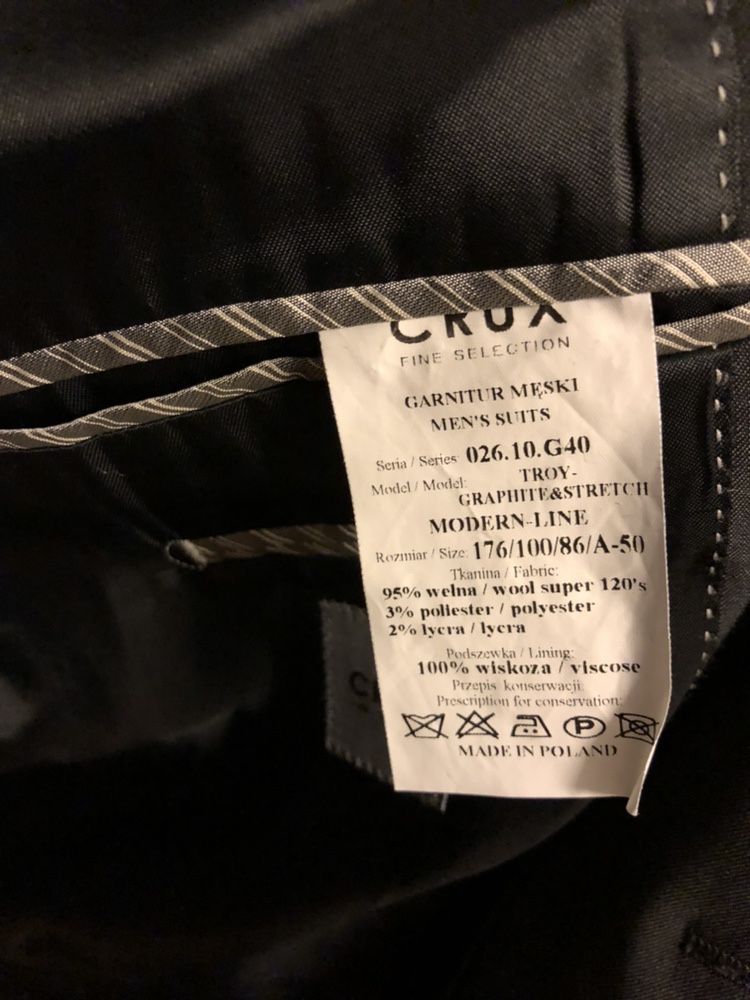 CRUX
FINE SELECTION
GARNITUR MĘSKI
MEN'S SUITS
Seria / Series: 026.10.G40
Model / Model: TROY-
GRAPHITE&STRETCH
MODERN-LINE
Rozmiar / Size: 176/100/86/A-50
Tkanina / Fabric:
95% wełna / wool super 120's
3% poliester / polyester
2% lycra / lycra
Podszewka / Lining:
100% wiskoza / viscose
Przepis konserwacji:
Prescription for conservation:
P
MADE IN POLAND